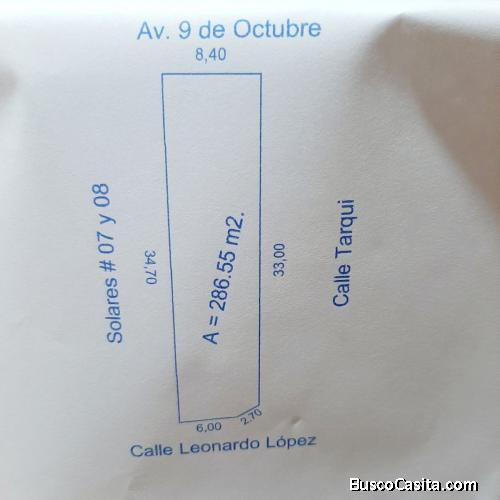 Av. 9 de Octubre
8,40
Solares # 07 y 08
34,70
A = 286.55 m2.
33,00
Calle Tarqui
6,00
2.70
Calle Leonardo López
BuscoCasita.com